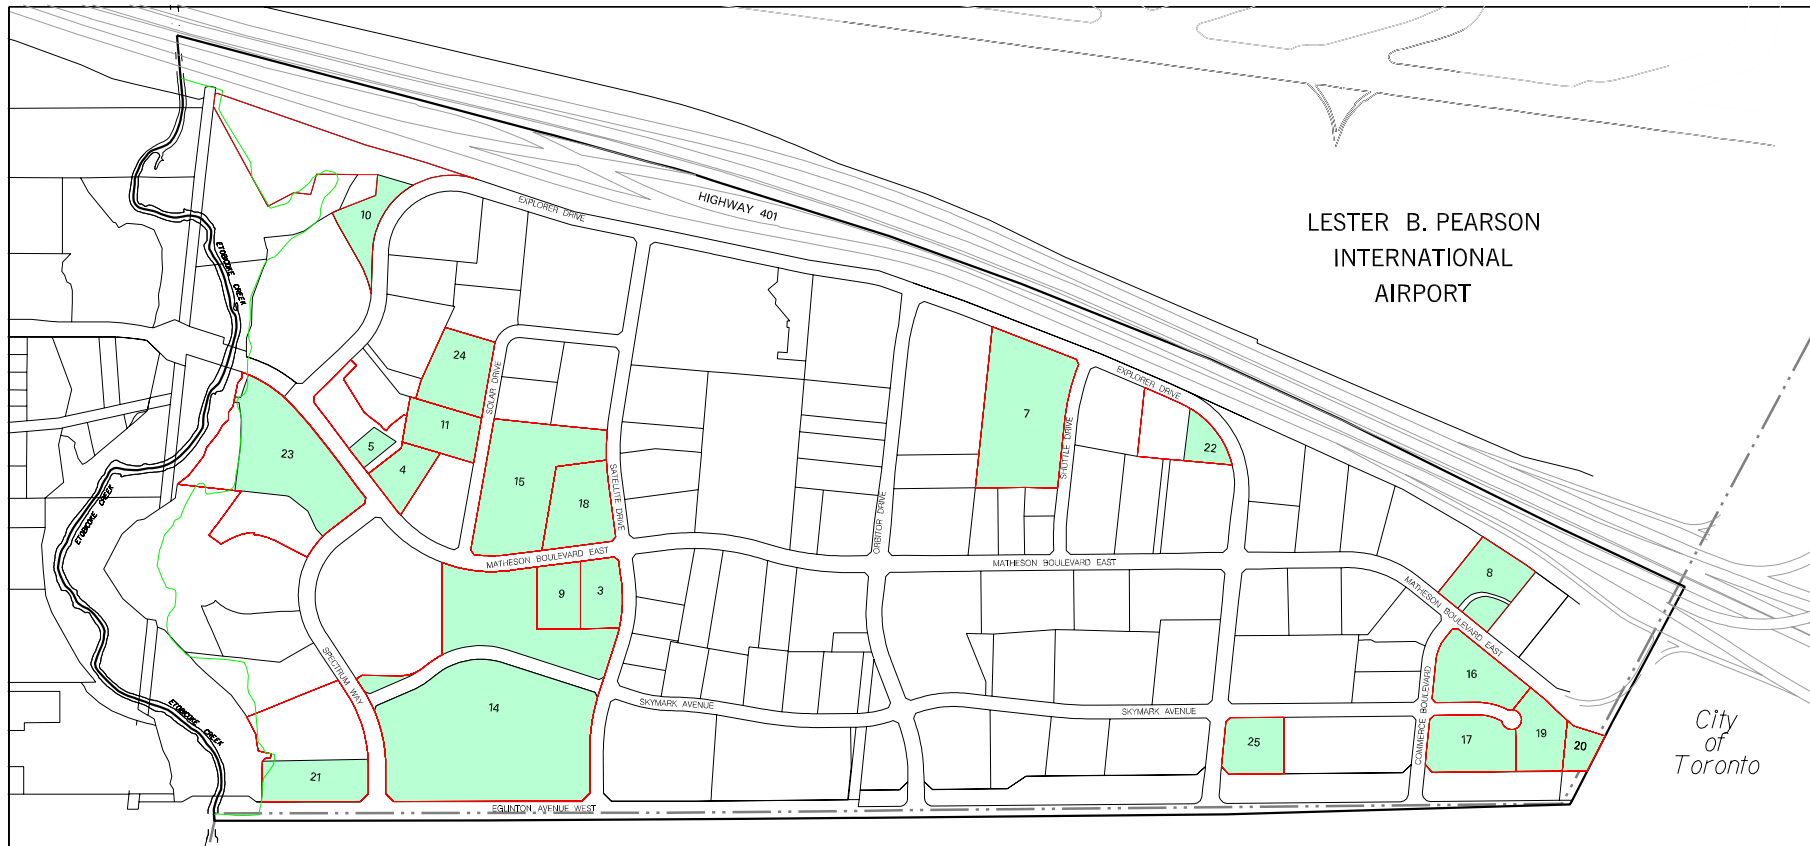 HIGHWAY 401
LESTER B. PEARSON
INTERNATIONAL
AIRPORT
EXPLORER DRIVE
10
ETOBICOKE CREEK
24
SOLAR DRIVE
11
5
4
23
15
18
SATELLITE DRIVE
7
EXPLORER DRIVE
SHUTTLE DRIVE
22
ORBITOR DRIVE
ETOBICOKE CREEK
MATHESON BOULEVARD EAST
MATHESON BOULEVARD EAST
9
3
8
MATHESON BOULEVARD EAST
SPECTRUM WAY
14
16
COMMERCE BOULEVARD
SKYMARK AVENUE
SKYMARK AVENUE
ETOBICOKE CREEK
25
17
19
20
City
of
Toronto
21
EGLINTON AVENUE WEST